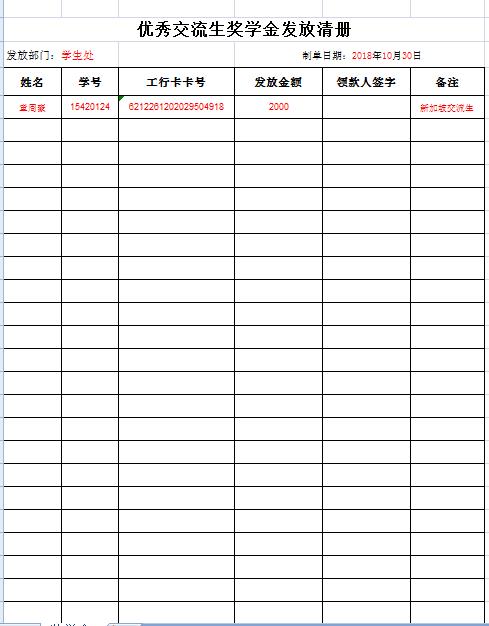 优秀交流生奖学金发放清册
发放部门：学生处 制单日期：2018年10月30日
姓名 学号 工行卡卡号 发放金额 领款人签字 备注
15420124 6212261202029504918 2000 新加坡交流生